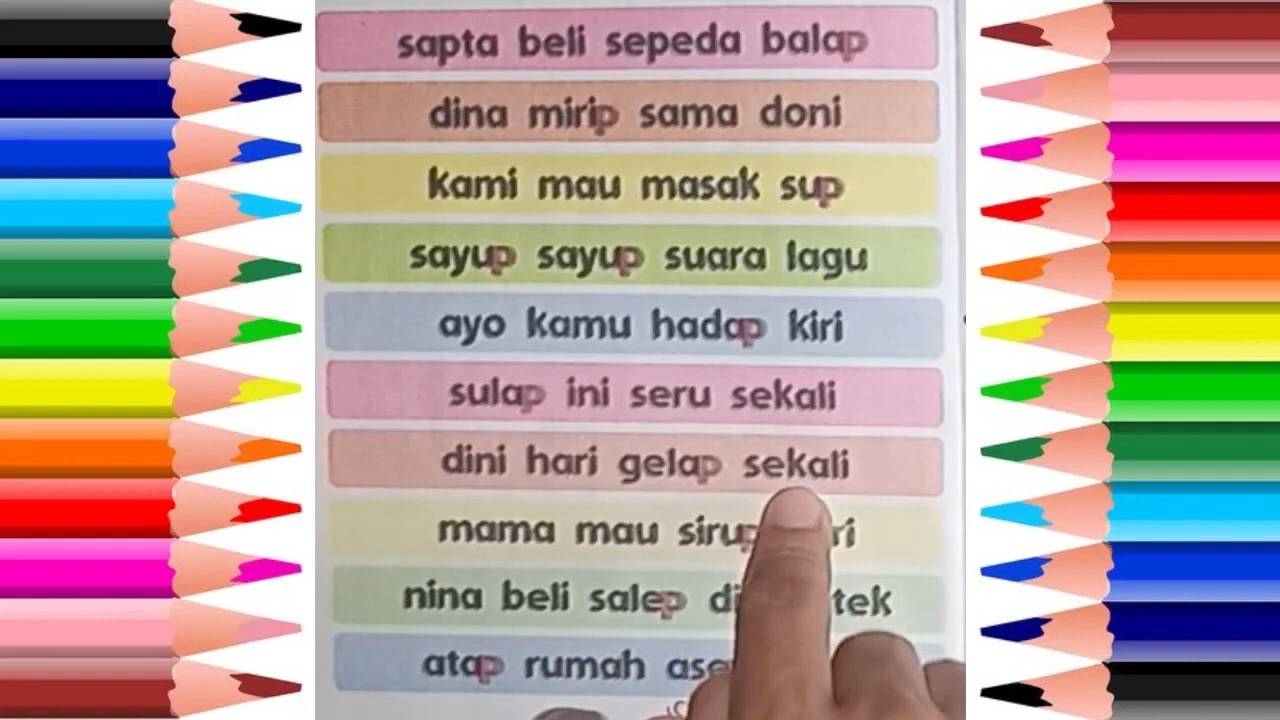 sapta beli sepeda balap
dina mirip sama doni
kami mau masak sup
sayup sayup suara lagu
ayo kamu hadap kiri
sulap ini seru sekali
dini hari gelap sekali
mama mau sirup
nina beli salep
atap rumah